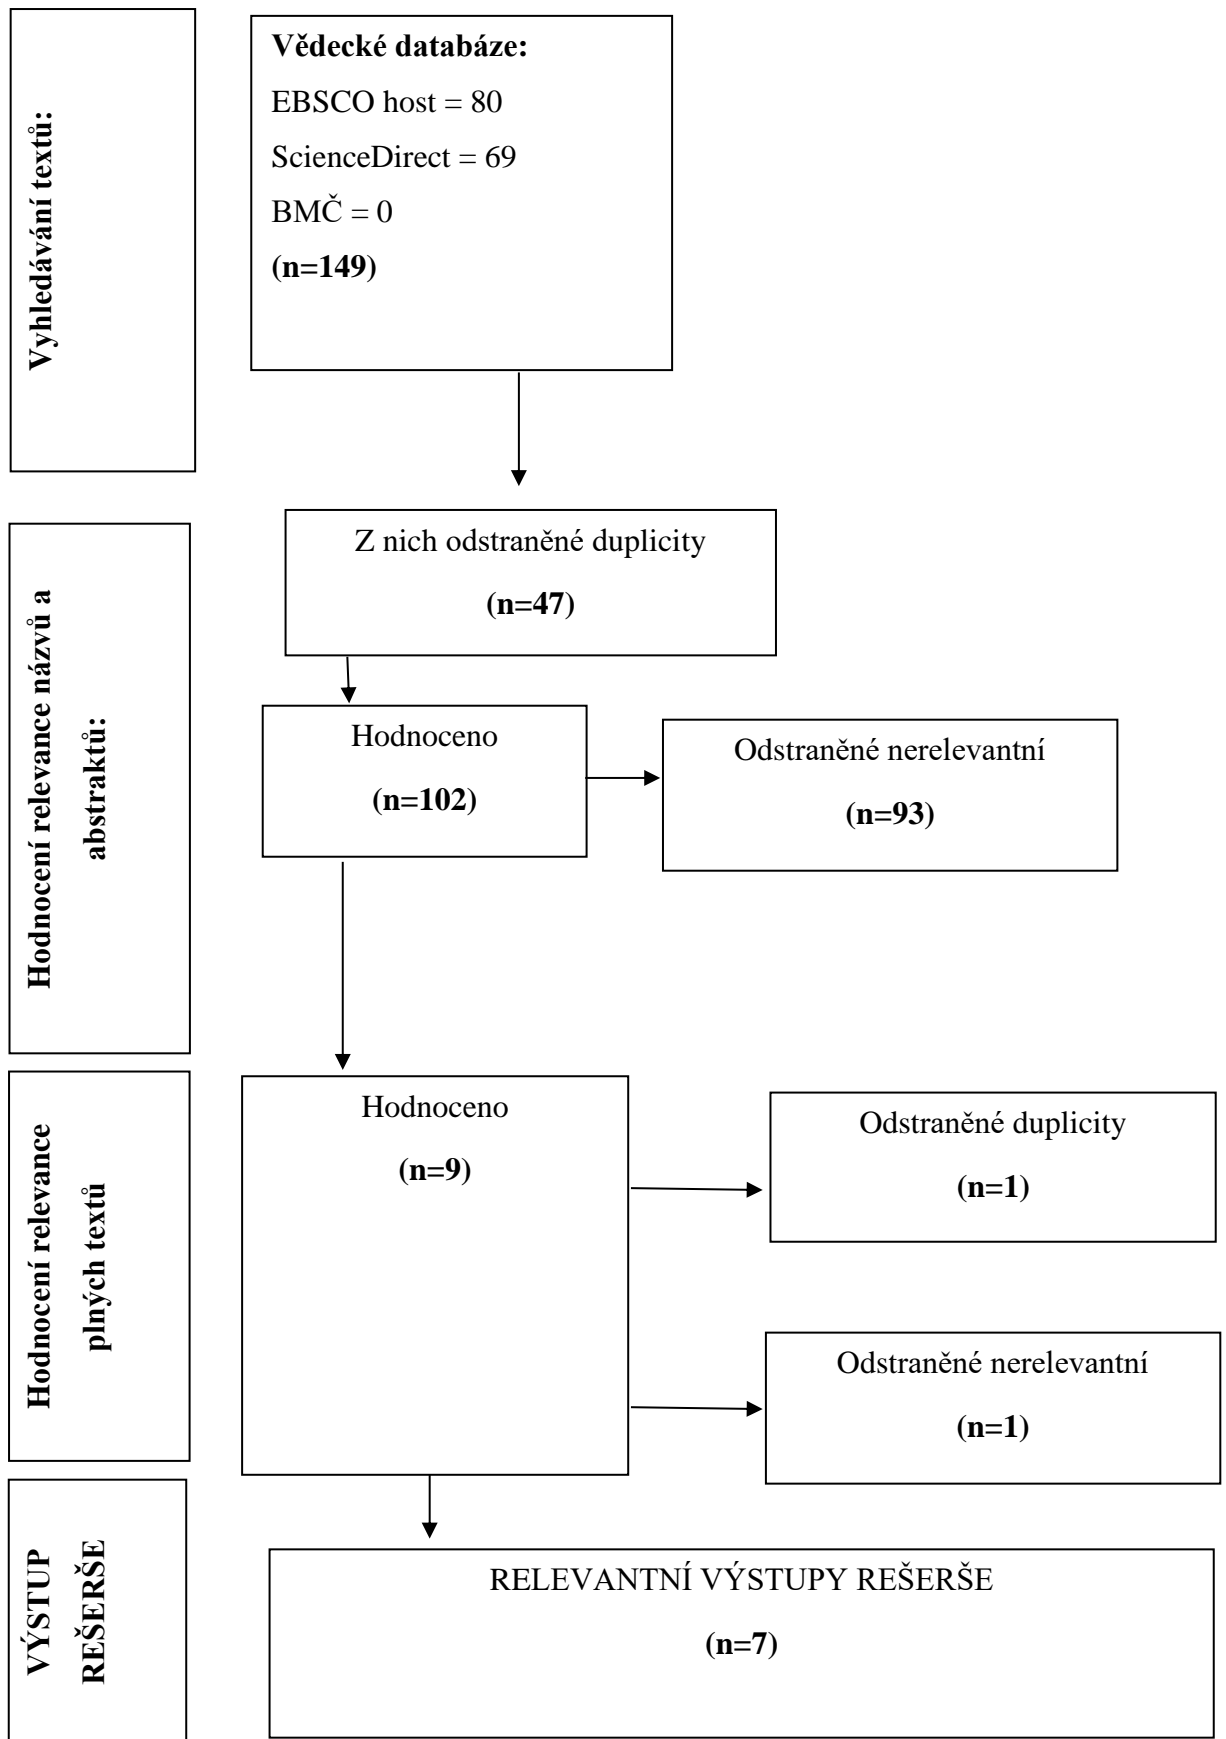 Vyhledávání textů:
Vědecké databáze:
EBSCO host = 80
ScienceDirect = 69
BMČ = 0
(n=149)
Hodnocení relevance názvů a
abstraktů:
Z nich odstraněné duplicity
(n=47)
Hodnoceno
(n=102)
Odstraněné nerelevantní
(n=93)
Hodnocení relevance
plných textů
Hodnoceno
(n=9)
Odstraněné duplicity
(n=1)
Odstraněné nerelevantní
(n=1)
VÝSTUP
REŠERŠE
RELEVANTNÍ VÝSTUPY REŠERŠE
(n=7)